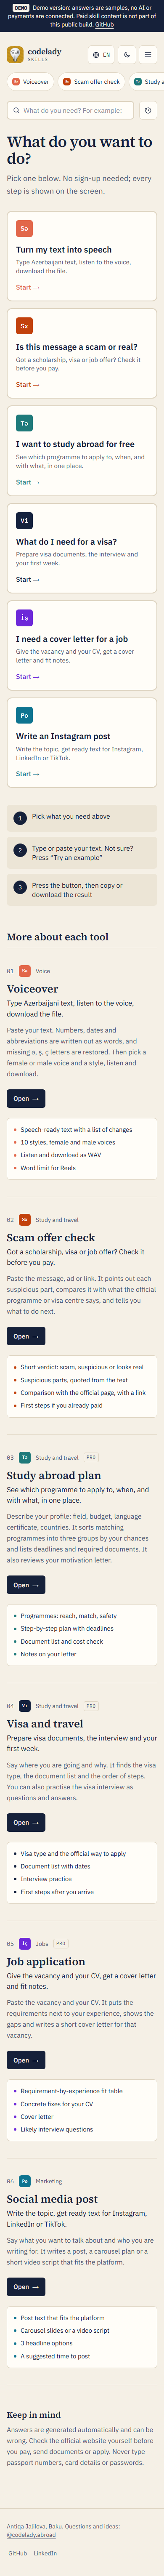 DEMO Demo version: answers are samples, no AI or
payments are connected. Paid skill content is not part of
this public build. GitHub
codelady
SKILLS
EN
Sə Voiceover
Sx Scam offer check
Tə Study a
What do you need? For example:
What do you want to
do?
Pick one below. No sign-up needed; every
step is shown on the screen.
Sə
Turn my text into speech
Type Azerbaijani text, listen to the voice,
download the file.
Start →
Sx
Is this message a scam or real?
Got a scholarship, visa or job offer? Check it
before you pay.
Start →
Tə
I want to study abroad for free
See which programme to apply to, when, and
with what, in one place.
Start →
Vi
What do I need for a visa?
Prepare visa documents, the interview and
your first week.
Start →
İş
I need a cover letter for a job
Give the vacancy and your CV, get a cover
letter and fit notes.
Start →
Po
Write an Instagram post
Write the topic, get ready text for Instagram,
LinkedIn or TikTok.
Start →
1 Pick what you need above
2 Type or paste your text. Not sure?
Press “Try an example”
3 Press the button, then copy or
download the result
More about each tool
01 Sə Voice
Voiceover
Type Azerbaijani text, listen to the voice,
download the file.
Paste your text. Numbers, dates and
abbreviations are written out as words, and
missing ə, ş, ç letters are restored. Then pick a
female or male voice and a style, listen and
download.
Open →
Speech-ready text with a list of changes
10 styles, female and male voices
Listen and download as WAV
Word limit for Reels
02 Sx Study and travel
Scam offer check
Got a scholarship, visa or job offer? Check it
before you pay.
Paste the message, ad or link. It points out each
suspicious part, compares it with what the official
programme or visa centre says, and tells you
what to do next.
Open →
Short verdict: scam, suspicious or looks real
Suspicious parts, quoted from the text
Comparison with the official page, with a link
First steps if you already paid
03 Tə Study and travel PRO
Study abroad plan
See which programme to apply to, when, and
with what, in one place.
Describe your profile: field, budget, language
certificate, countries. It sorts matching
programmes into three groups by your chances
and lists deadlines and required documents. It
also reviews your motivation letter.
Open →
Programmes: reach, match, safety
Step-by-step plan with deadlines
Document list and cost check
Notes on your letter
04 Vi Study and travel PRO
Visa and travel
Prepare visa documents, the interview and your
first week.
Say where you are going and why. It finds the visa
type, the document list and the order of steps.
You can also practise the visa interview as
questions and answers.
Open →
Visa type and the official way to apply
Document list with dates
Interview practice
First steps after you arrive
05 İş Jobs PRO
Job application
Give the vacancy and your CV, get a cover letter
and fit notes.
Paste the vacancy and your CV. It puts the
requirements next to your experience, shows the
gaps and writes a short cover letter for that
vacancy.
Open →
Requirement-by-experience fit table
Concrete fixes for your CV
Cover letter
Likely interview questions
06 Po Marketing
Social media post
Write the topic, get ready text for Instagram,
LinkedIn or TikTok.
Say what you want to talk about and who you are
writing for. It writes a post, a carousel plan or a
short video script that fits the platform.
Open →
Post text that fits the platform
Carousel slides or a video script
3 headline options
A suggested time to post
Keep in mind
Answers are generated automatically and can be
wrong. Check the official website yourself before
you pay, send documents or apply. Never type
passport numbers, card details or passwords.
Antiqa Jalilova, Baku. Questions and ideas:
@codelady.abroad
GitHub LinkedIn